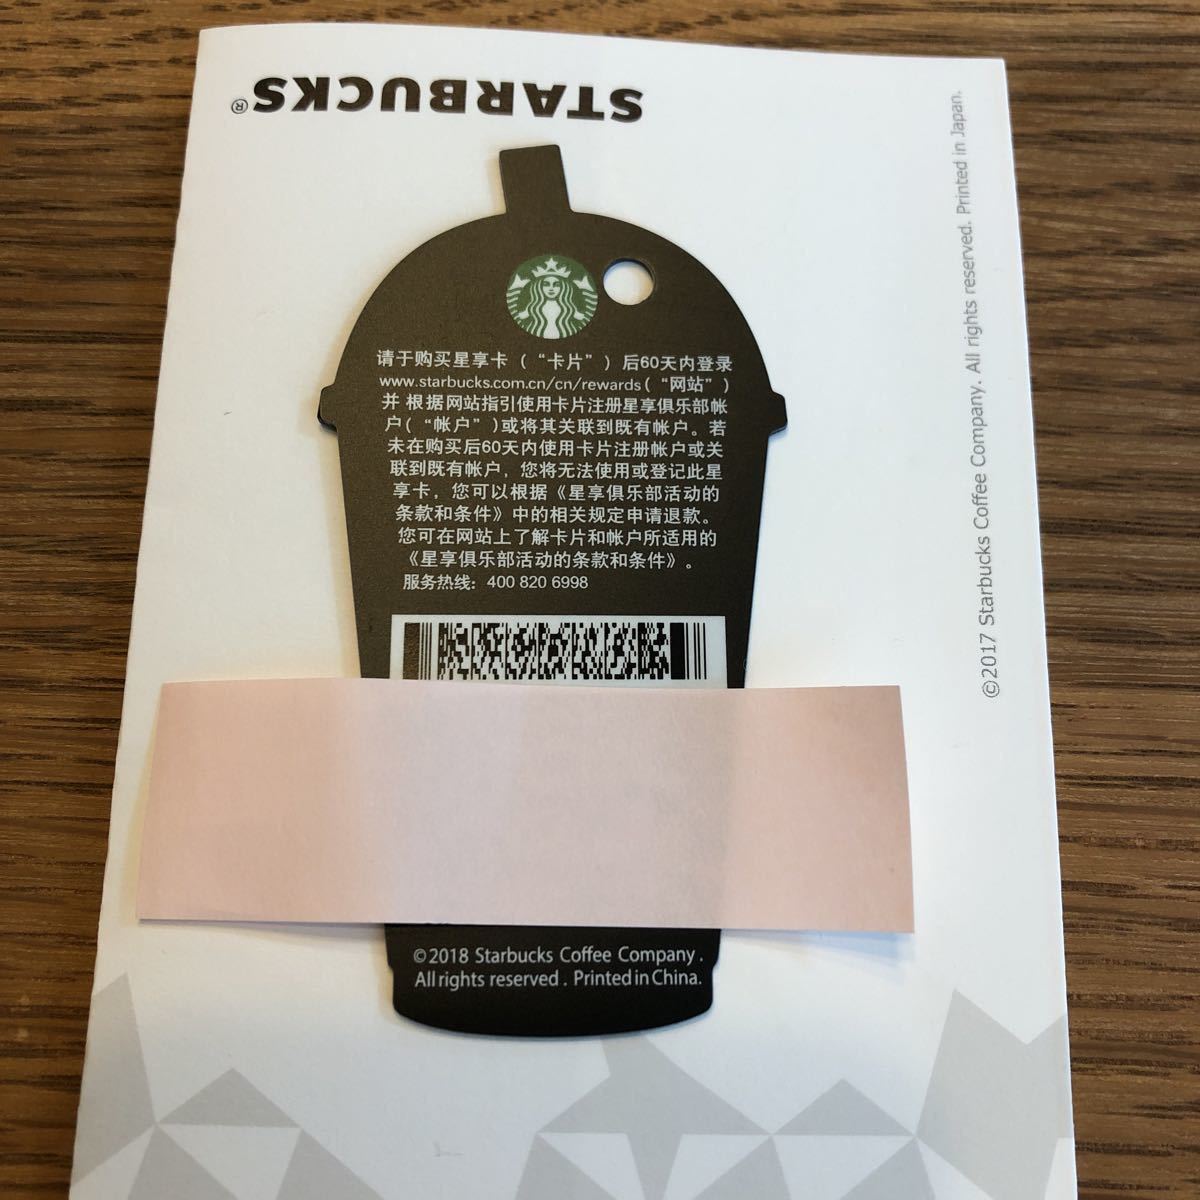 STARBUCKS®
请于购买星享卡（“卡片”）后60天内登录
www.starbucks.com.cn/cn/rewards(“网站”)
并 根据网站指引使用卡片注册星享俱乐部帐
户(“帐户”)或将其关联到既有帐户。若
未在购买后60天内使用卡片注册帐户或关
联到既有帐户，您将无法使用或登记此星
享卡，您可以根据《星享俱乐部活动的
条款和条件》中的相关规定申请退款。
您可在网站上了解卡片和帐户所适用的
《星享俱乐部活动的条款和条件》。
服务热线：400 820 6998
©2018 Starbucks Coffee Company.
All rights reserved. Printed in China.
©2017 Starbucks Coffee Company. All rights reserved. Printed in Japan.